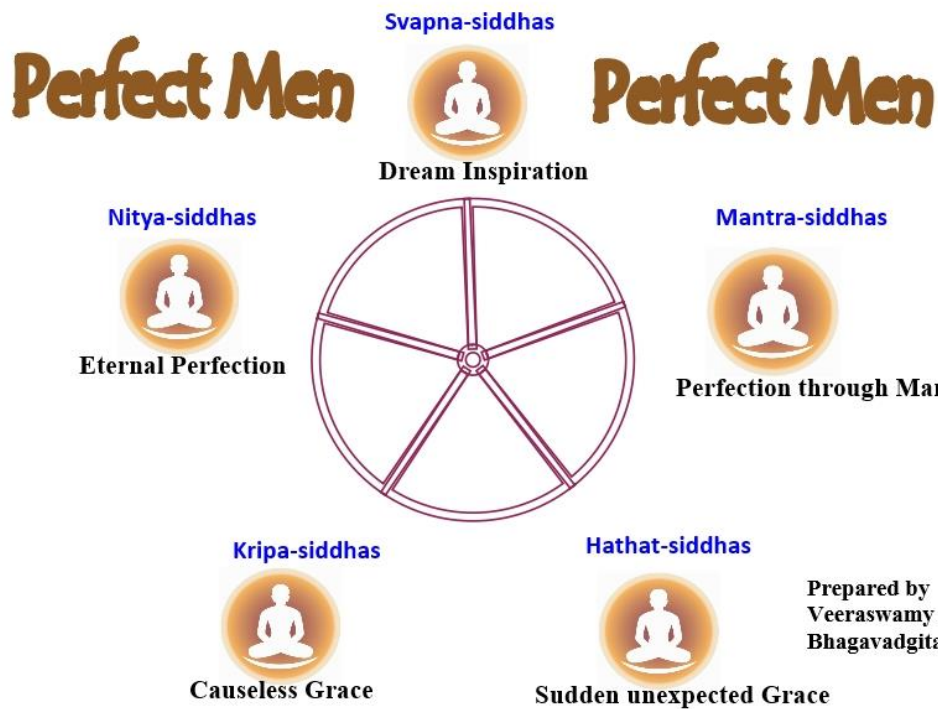 Svapna-siddhas
Perfect Men
Perfect Men
Dream Inspiration
Nitya-siddhas
Mantra-siddhas
Eternal Perfection
Perfection through
Kripa-siddhas
Hathat-siddhas
Prepared by
Veeraswamy
Causeless Grace
Sudden unexpected Grace